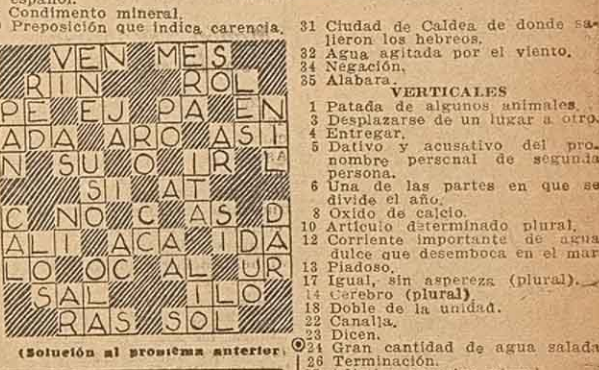 español.
Condimento mineral.
Preposición que indica carencia.
VEN MES
RIN ROL
PE EJ PA EN
ADA ARO ASI
N SU O IR L
SI AT
C NO C AS D
ALI ACA IDA
LO OC AL UR
SAL ILO
RAS SOL
(Solución al problema anterior)
31 Ciudad de Caldea de donde sa-
lieron los hebreos.
32 Agua agitada por el viento.
34 Negación.
35 Alabara.
VERTICALES
1 Patada de algunos animales.
3 Desplazarse de un lugar a otro.
4 Entregar.
5 Dativo y acusativo del pro-
nombre personal de segunda
persona.
6 Una de las partes en que se
divide el año.
8 Oxido de calcio.
10 Artículo determinado plural.
12 Corriente importante de agua
dulce que desemboca en el mar
13 Piadoso.
17 Igual, sin aspereza (plural).
14 Cerebro (plural)
18 Doble de la unidad.
22 Canalla.
23 Dicen.
24 Gran cantidad de agua salada
26 Terminación.